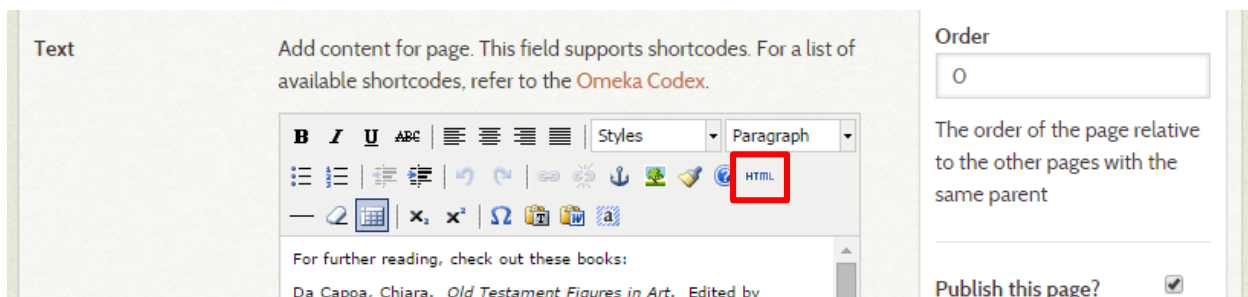 Text
Add content for page. This field supports shortcodes. For a list of
available shortcodes, refer to the Omeka Codex.
B I U ABC Styles Paragraph
HTML
x₂ x² Ω T W a
For further reading, check out these books:
Da Cappa, Chiara. Old Testament Figures in Art. Edited by
Order
0
The order of the page relative
to the other pages with the
same parent
Publish this page?